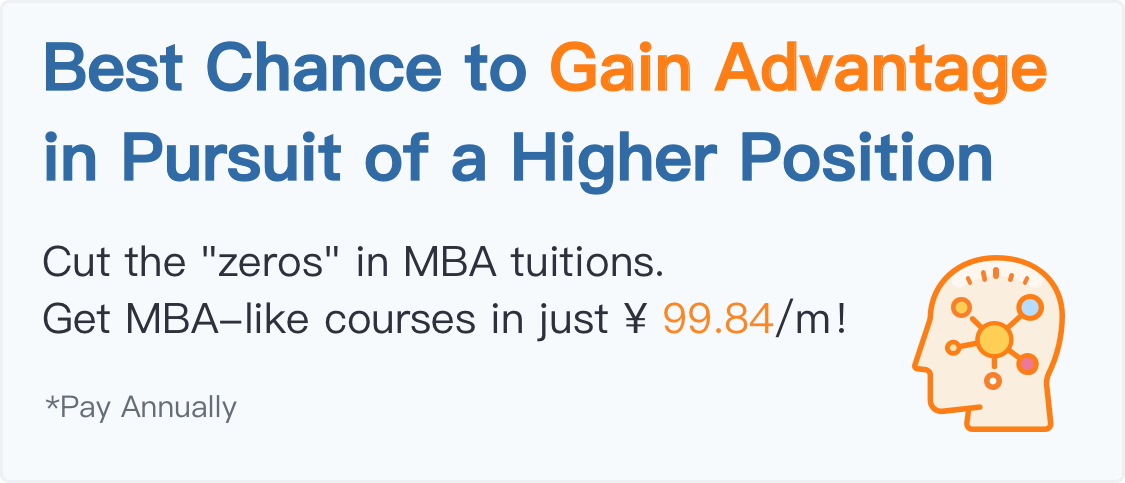 Best Chance to Gain Advantage
in Pursuit of a Higher Position
Cut the "zeros" in MBA tuitions.
Get MBA–like courses in just ¥ 99.84/m!
*Pay Annually